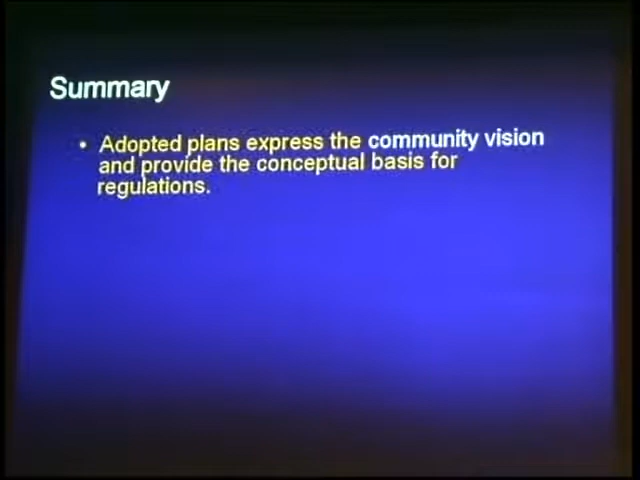 Summary
• Adopted plans express the community vision
and provide the conceptual basis for
regulations.